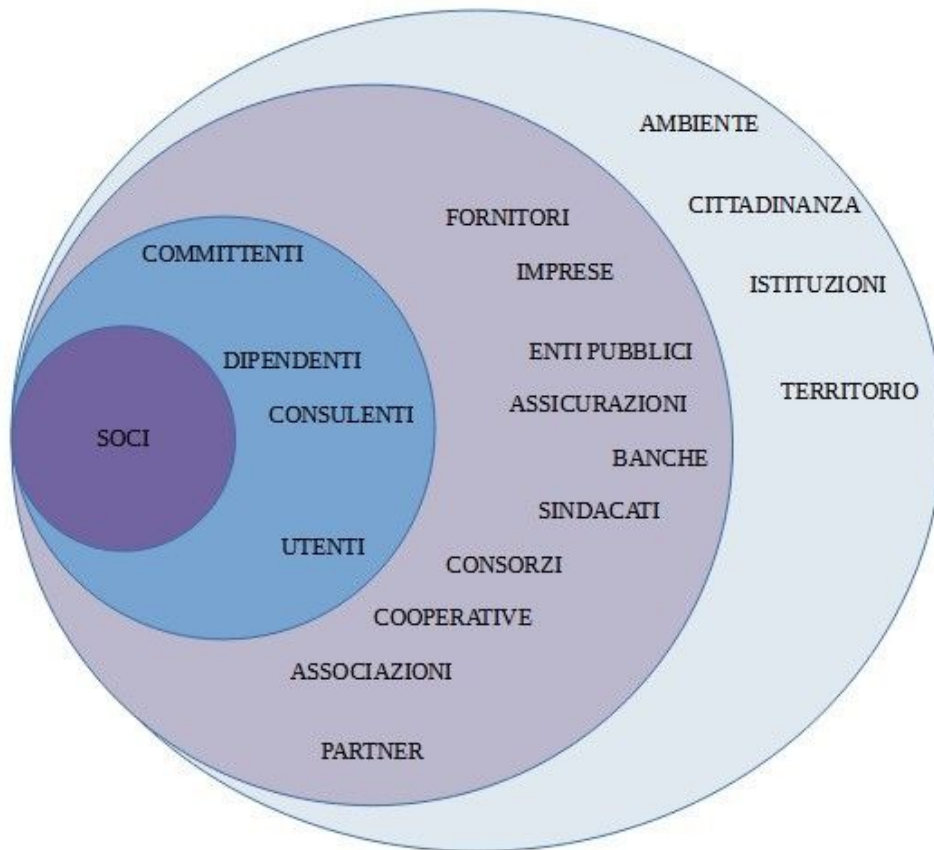 AMBIENTE
CITTADINANZA
FORNITORI
COMMITTENTI
IMPRESE
ISTITUZIONI
ENTI PUBBLICI
DIPENDENTI
TERRITORIO
ASSICURAZIONI
CONSULENTI
SOCI
BANCHE
SINDACATI
UTENTI
CONSORZI
COOPERATIVE
ASSOCIAZIONI
PARTNER